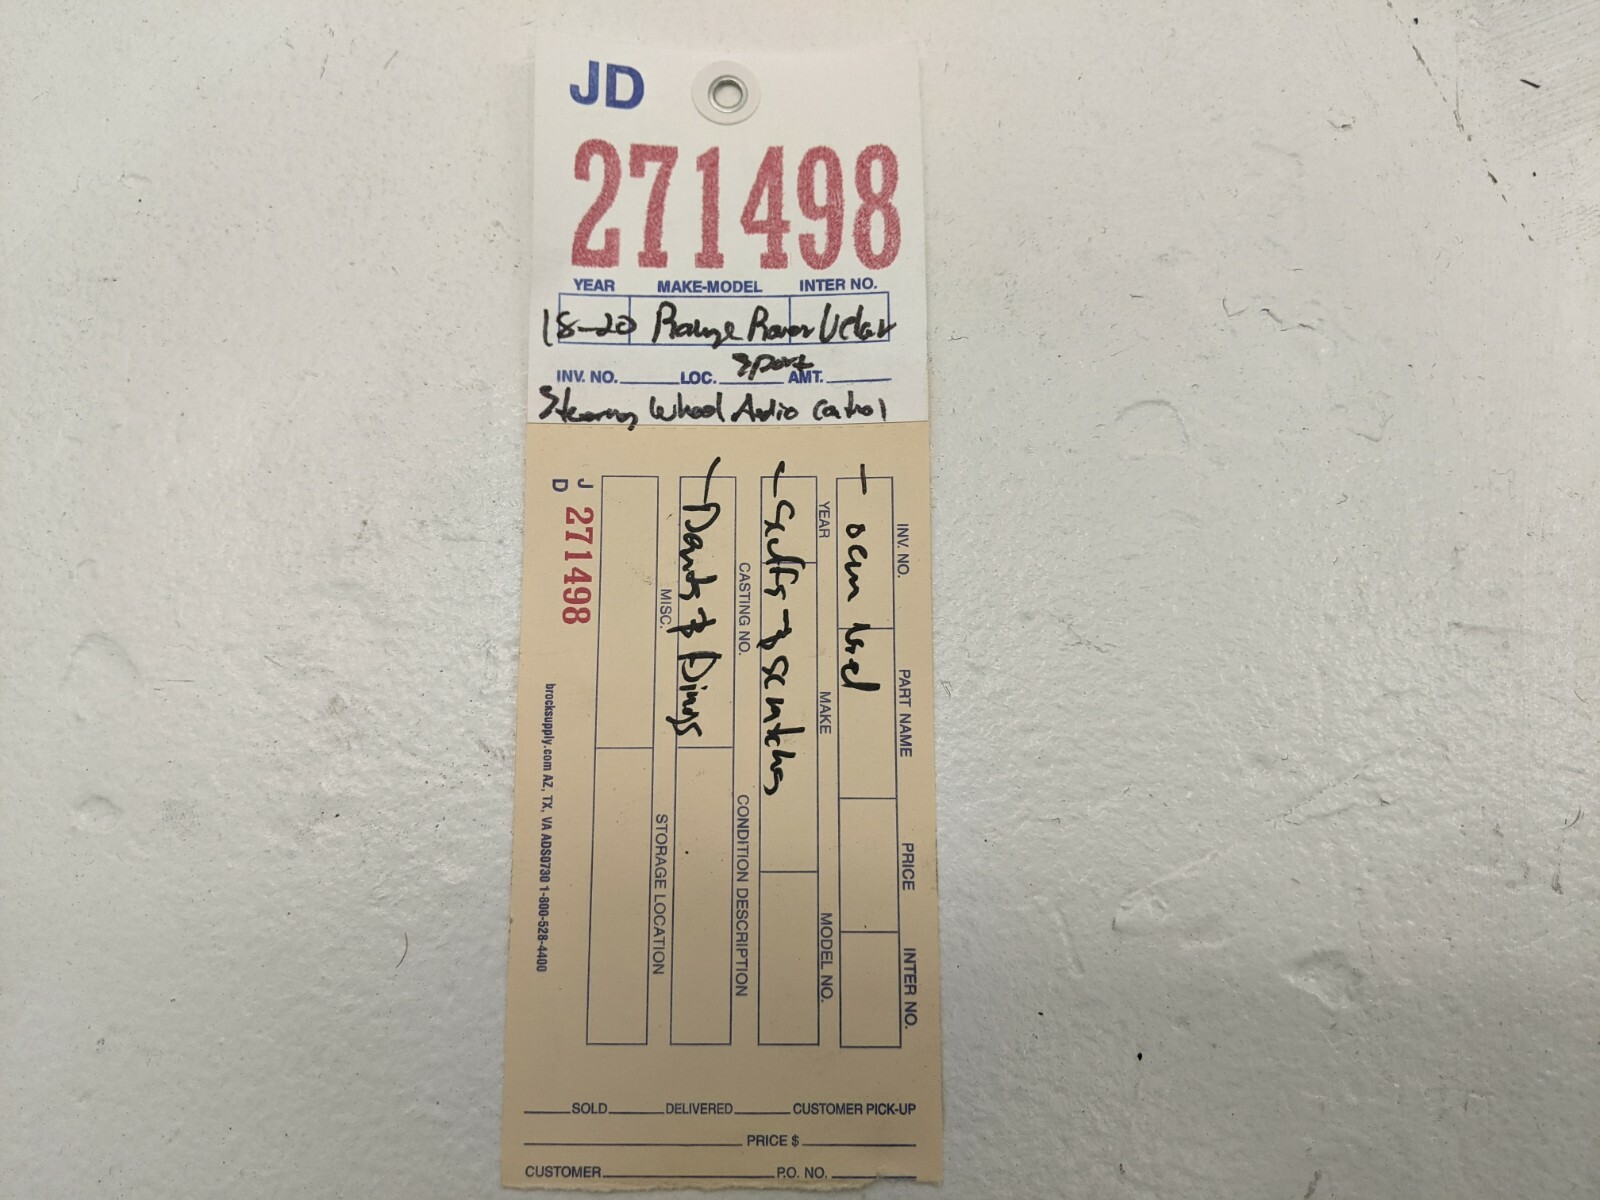 JD
271498
YEAR MAKE-MODEL INTER NO.
18-20 Range Rover Velar
Sport
INV. NO. LOC. AMT.
Steering Wheel Audio Control
INV. NO. PART NAME PRICE INTER NO.
- oem used
YEAR MAKE MODEL NO.
- Scuffs & scratches
CASTING NO. CONDITION DESCRIPTION
- Dents & Dings
MISC. STORAGE LOCATION
JD 271498
brocksupply.com AZ, TX, VA ADS0730 1-800-528-4400
SOLD DELIVERED CUSTOMER PICK-UP
PRICE $
CUSTOMER P.O. NO.